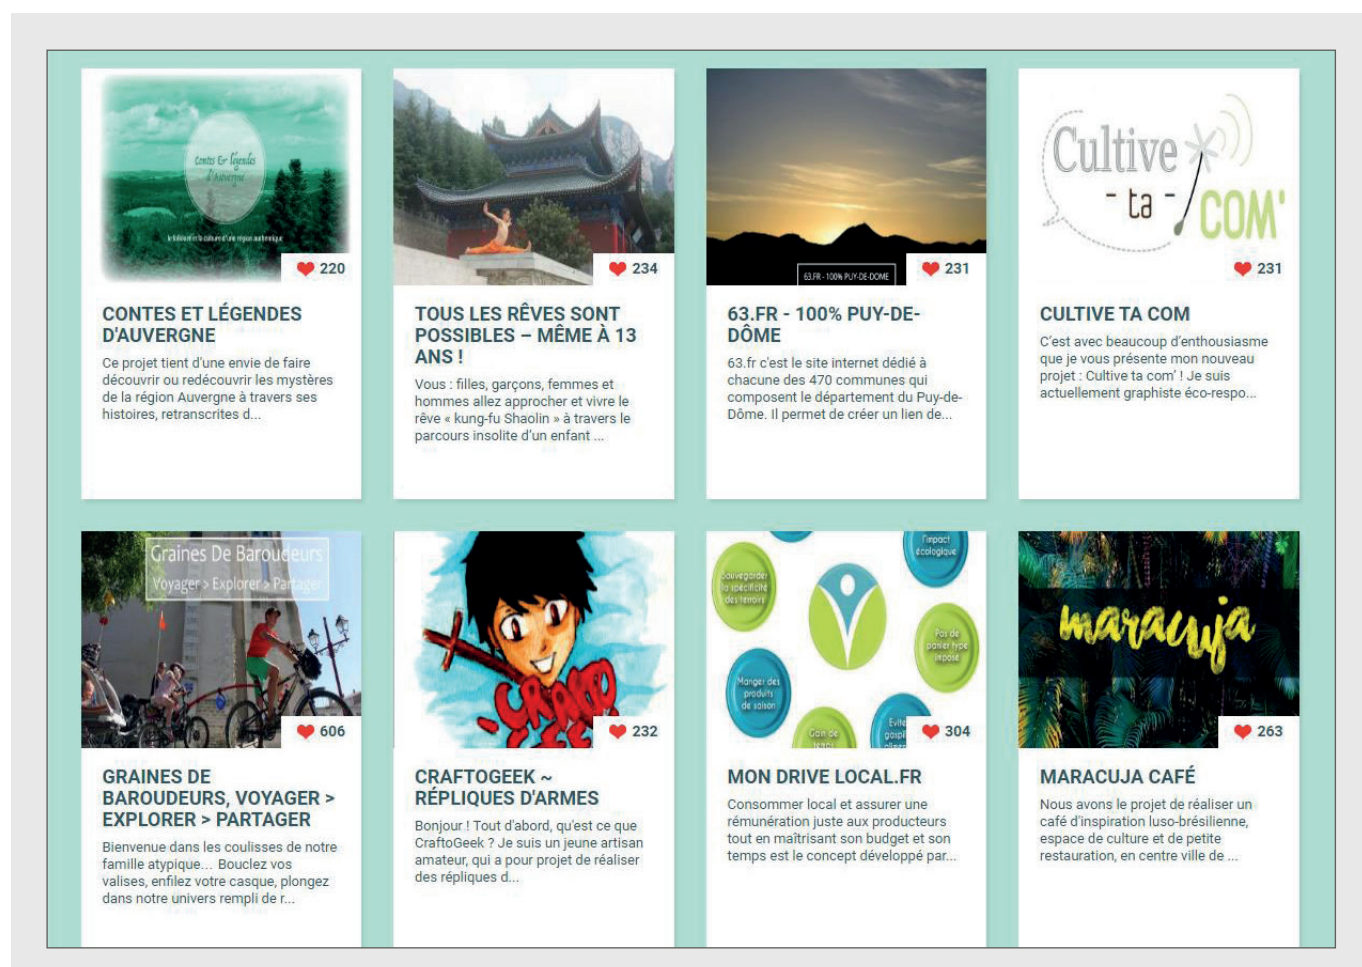 Contes & légendes
d'Auvergne
le folklore et la culture d'une région authentique
220
CONTES ET LÉGENDES
D'AUVERGNE
Ce projet tient d'une envie de faire
découvrir ou redécouvrir les mystères
de la région Auvergne à travers ses
histoires, retranscrites d...
234
TOUS LES RÊVES SONT
POSSIBLES – MÊME À 13
ANS !
Vous : filles, garçons, femmes et
hommes allez approcher et vivre le
rêve « kung-fu Shaolin » à travers le
parcours insolite d'un enfant ...
63.FR - 100% PUY-DE-DOME
231
63.FR - 100% PUY-DE-
DÔME
63.fr c'est le site internet dédié à
chacune des 470 communes qui
composent le département du Puy-de-
Dôme. Il permet de créer un lien de...
Cultive
- ta -
COM'
231
CULTIVE TA COM
C'est avec beaucoup d'enthousiasme
que je vous présente mon nouveau
projet : Cultive ta com' ! Je suis
actuellement graphiste éco-respo...
Graines De Baroudeurs
Voyager > Explorer > Partager
606
GRAINES DE
BAROUDEURS, VOYAGER >
EXPLORER > PARTAGER
Bienvenue dans les coulisses de notre
famille atypique... Bouclez vos
valises, enfilez votre casque, plongez
dans notre univers rempli de r...
CRAFTO
232
CRAFTOGEEK ~
RÉPLIQUES D'ARMES
Bonjour ! Tout d'abord, qu'est ce que
CraftoGeek ? Je suis un jeune artisan
amateur, qui a pour projet de réaliser
des répliques d...
l'impact
écologique
Sauvegarder
la spécificité
des terroirs
Pas de
panier type
imposé
Manger des
produits
de saison
Gain de
temps
304
MON DRIVE LOCAL.FR
Consommer local et assurer une
rémunération juste aux producteurs
tout en maîtrisant son budget et son
temps est le concept développé par...
maracuja
263
MARACUJA CAFÉ
Nous avons le projet de réaliser un
café d'inspiration luso-brésilienne,
espace de culture et de petite
restauration, en centre ville de ...